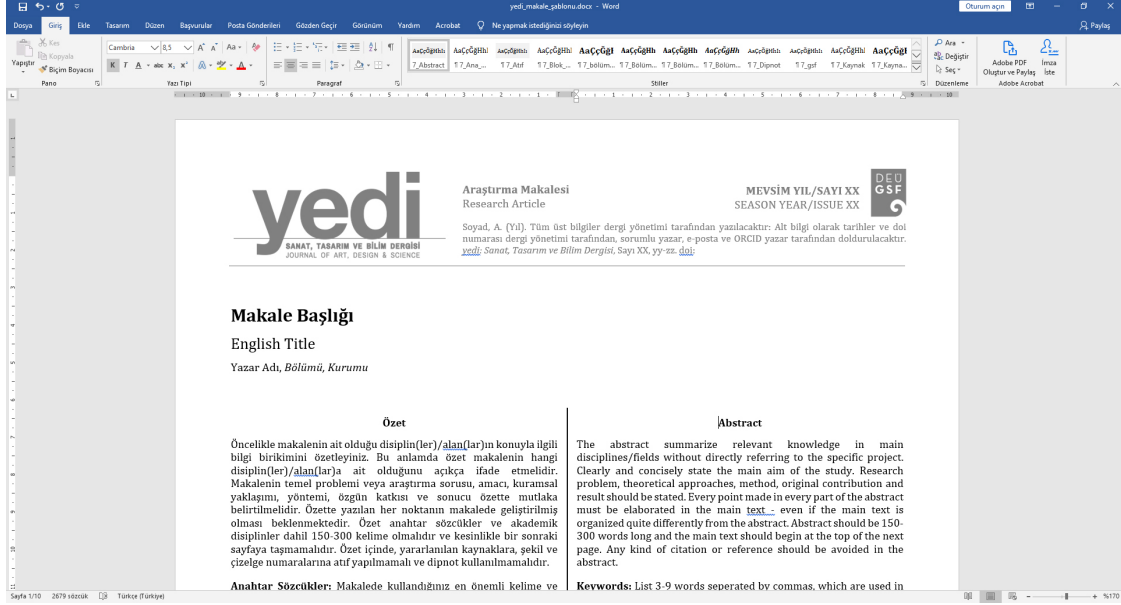 yedi_makale_şablonu.docx - Word
Oturum açın
Dosya Giriş Ekle Tasarım Düzen Başvurular Posta Gönderileri Gözden Geçir Görünüm Yardım Acrobat Ne yapmak istediğinizi söyleyin
Paylaş
Yapıştır
Kes
Kopyala
Biçim Boyacısı
Pano
Cambria 8,5
K T A abc x, x² A
Yazı Tipi
Paragraf
AaÇçĞğHhİı AaÇçĞğHhİ AaÇçĞğHhİı AaÇçĞğHhİ AaÇçĞğI AaÇçĞğHh AaÇçĞğHh AaÇçĞğHh AaÇçĞğHhİı AaÇçĞğHhİı AaÇçĞğHhİ AaÇçĞğI
7_Abstract ¶ 7_Ana_... ¶ 7_Atıf ¶ 7_Blok_... ¶ 7_bölüm... ¶ 7_Bölüm... ¶ 7_Bölüm... ¶ 7_Bölüm... ¶ 7_Dipnot ¶ 7_gsf ¶ 7_Kaynak ¶ 7_Kayna...
Stiller
Ara
Değiştir
Seç
Düzenleme
Adobe PDF
Oluştur ve Paylaş
İmza
İste
Adobe Acrobat
yedi
SANAT, TASARIM VE BİLİM DERGİSİ
JOURNAL OF ART, DESIGN & SCIENCE
Araştırma Makalesi
Research Article
MEVSİM YIL/SAYI XX
SEASON YEAR/ISSUE XX
DEÜ
GSF
Soyad, A. (Yıl). Tüm üst bilgiler dergi yönetimi tarafından yazılacaktır: Alt bilgi olarak tarihler ve doi
numarası dergi yönetimi tarafından, sorumlu yazar, e-posta ve ORCID yazar tarafından doldurulacaktır.
yedi: Sanat, Tasarım ve Bilim Dergisi, Sayı XX, yy-zz. doi:
Makale Başlığı
English Title
Yazar Adı, Bölümü, Kurumu
Özet
Öncelikle makalenin ait olduğu disiplin(ler)/alan(lar)ın konuyla ilgili
bilgi birikimini özetleyiniz. Bu anlamda özet makalenin hangi
disiplin(ler)/alan(lar)a ait olduğunu açıkça ifade etmelidir.
Makalenin temel problemi veya araştırma sorusu, amacı, kuramsal
yaklaşımı, yöntemi, özgün katkısı ve sonucu özette mutlaka
belirtilmelidir. Özette yazılan her noktanın makalede geliştirilmiş
olması beklenmektedir. Özet anahtar sözcükler ve akademik
disiplinler dahil 150-300 kelime olmalıdır ve kesinlikle bir sonraki
sayfaya taşmamalıdır. Özet içinde, yararlanılan kaynaklara, şekil ve
çizelge numaralarına atıf yapılmamalı ve dipnot kullanılmamalıdır.
Anahtar Sözcükler: Makalede kullandığınız en önemli kelime ve
Abstract
The abstract summarize relevant knowledge in main
disciplines/fields without directly referring to the specific project.
Clearly and concisely state the main aim of the study. Research
problem, theoretical approaches, method, original contribution and
result should be stated. Every point made in every part of the abstract
must be elaborated in the main text - even if the main text is
organized quite differently from the abstract. Abstract should be 150-
300 words long and the main text should begin at the top of the next
page. Any kind of citation or reference should be avoided in the
abstract.
Keywords: List 3-9 words seperated by commas, which are used in
Sayfa 1/10 2679 sözcük Türkçe (Türkiye)
%170